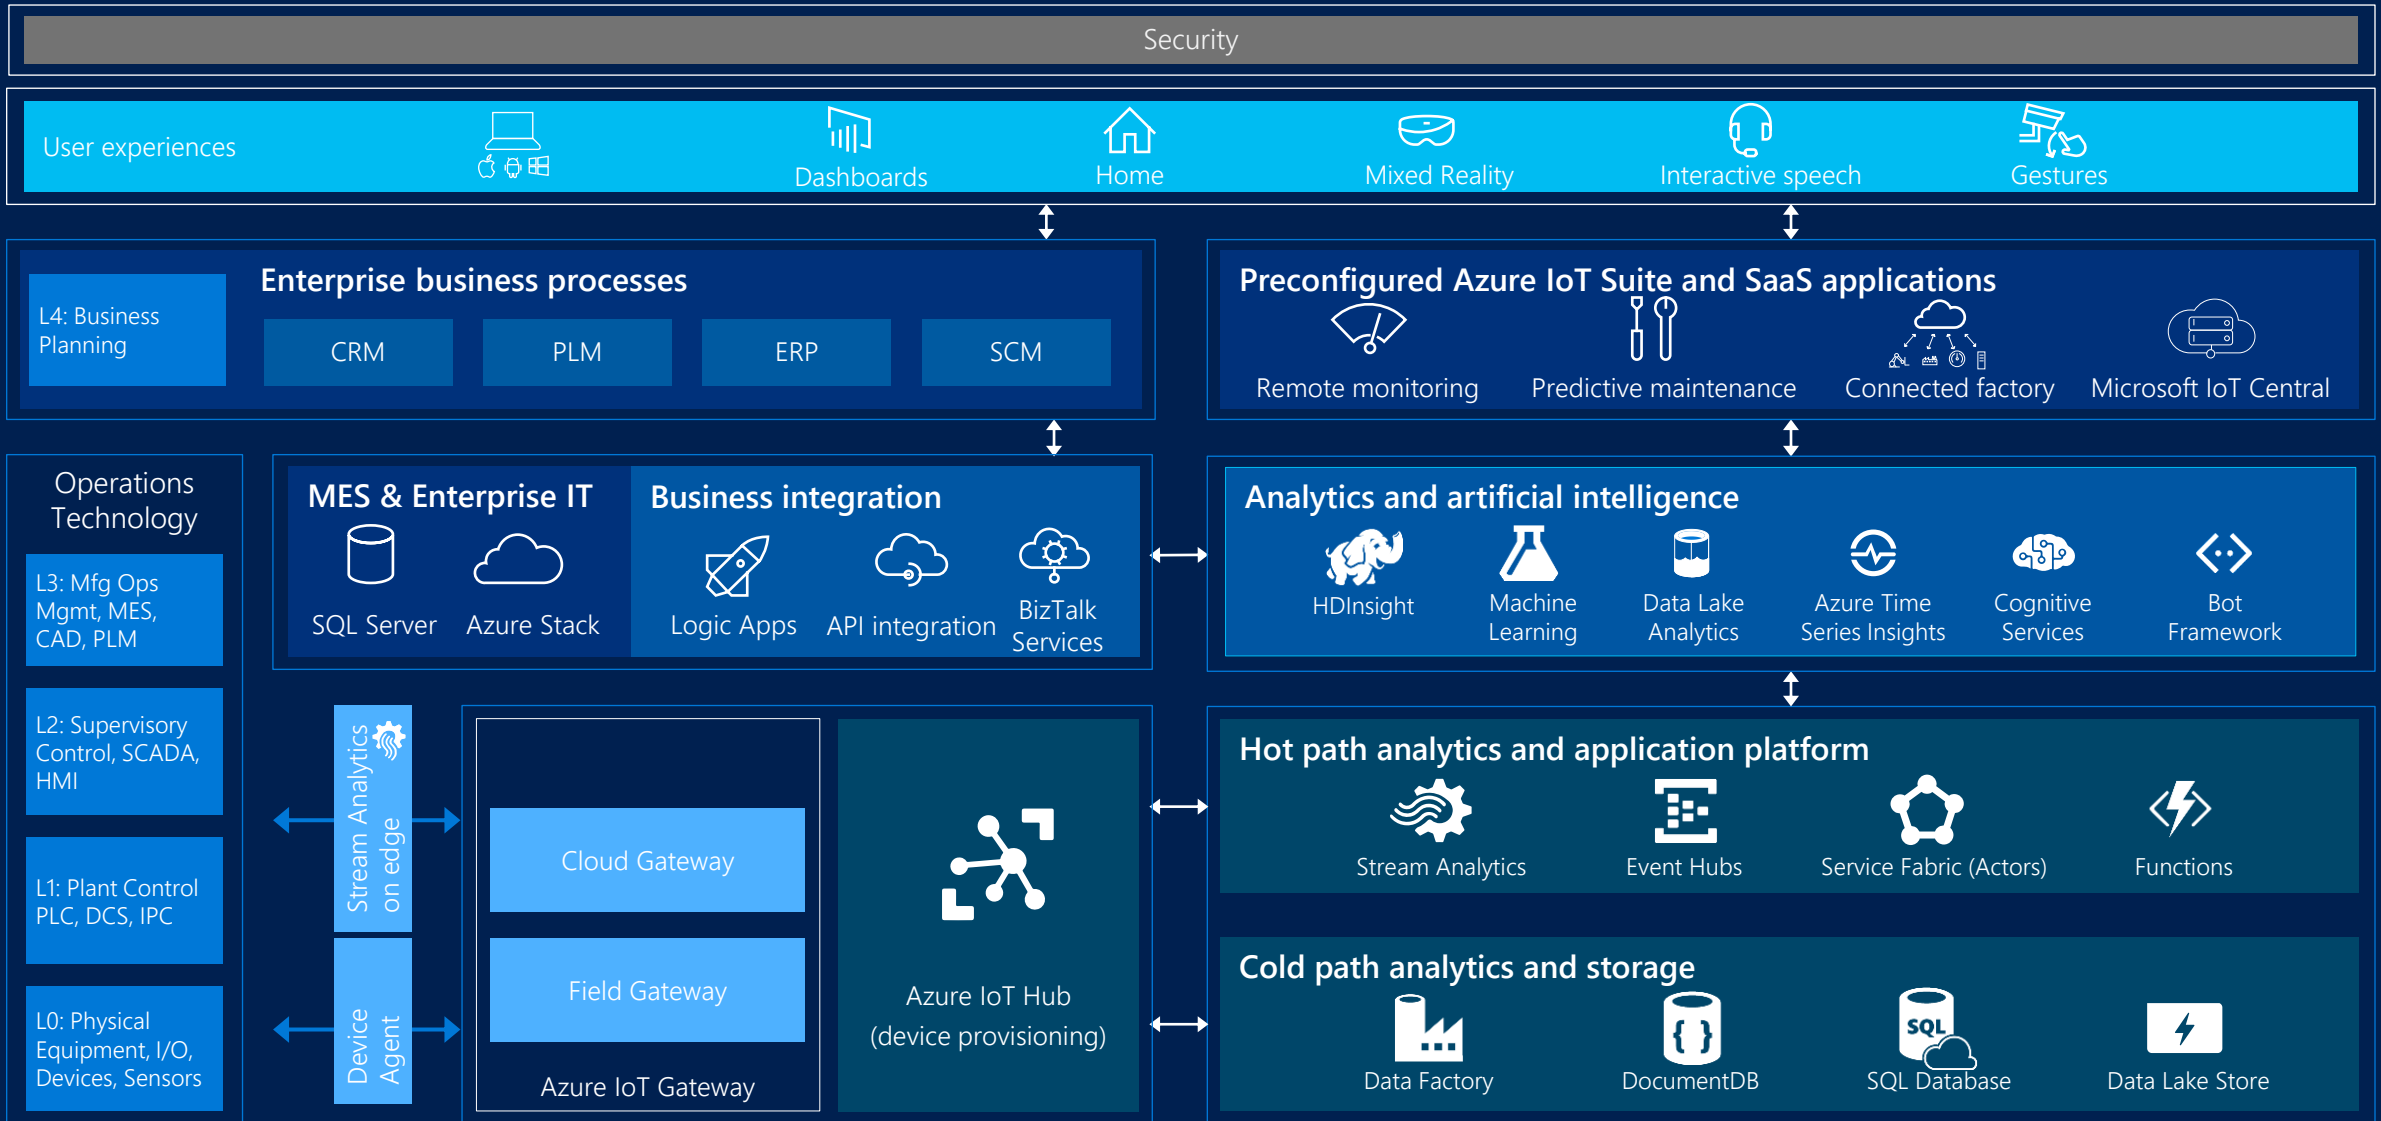 Security
User experiences
Dashboards
Home
Mixed Reality
Interactive speech
Gestures
L4: Business
Planning
Enterprise business processes
CRM
PLM
ERP
SCM
Preconfigured Azure IoT Suite and SaaS applications
Remote monitoring
Predictive maintenance
Connected factory
Microsoft IoT Central
Operations
Technology
L3: Mfg Ops
Mgmt, MES,
CAD, PLM
L2: Supervisory
Control, SCADA,
HMI
L1: Plant Control
PLC, DCS, IPC
L0: Physical
Equipment, I/O,
Devices, Sensors
MES & Enterprise IT
SQL Server
Azure Stack
Business integration
Logic Apps
API integration
BizTalk
Services
Analytics and artificial intelligence
HDInsight
Machine
Learning
Data Lake
Analytics
Azure Time
Series Insights
Cognitive
Services
Bot
Framework
Stream Analytics
on edge
Device
Agent
Cloud Gateway
Field Gateway
Azure IoT Gateway
Azure IoT Hub
(device provisioning)
Hot path analytics and application platform
Stream Analytics
Event Hubs
Service Fabric (Actors)
Functions
Cold path analytics and storage
Data Factory
DocumentDB
SQL
SQL Database
Data Lake Store